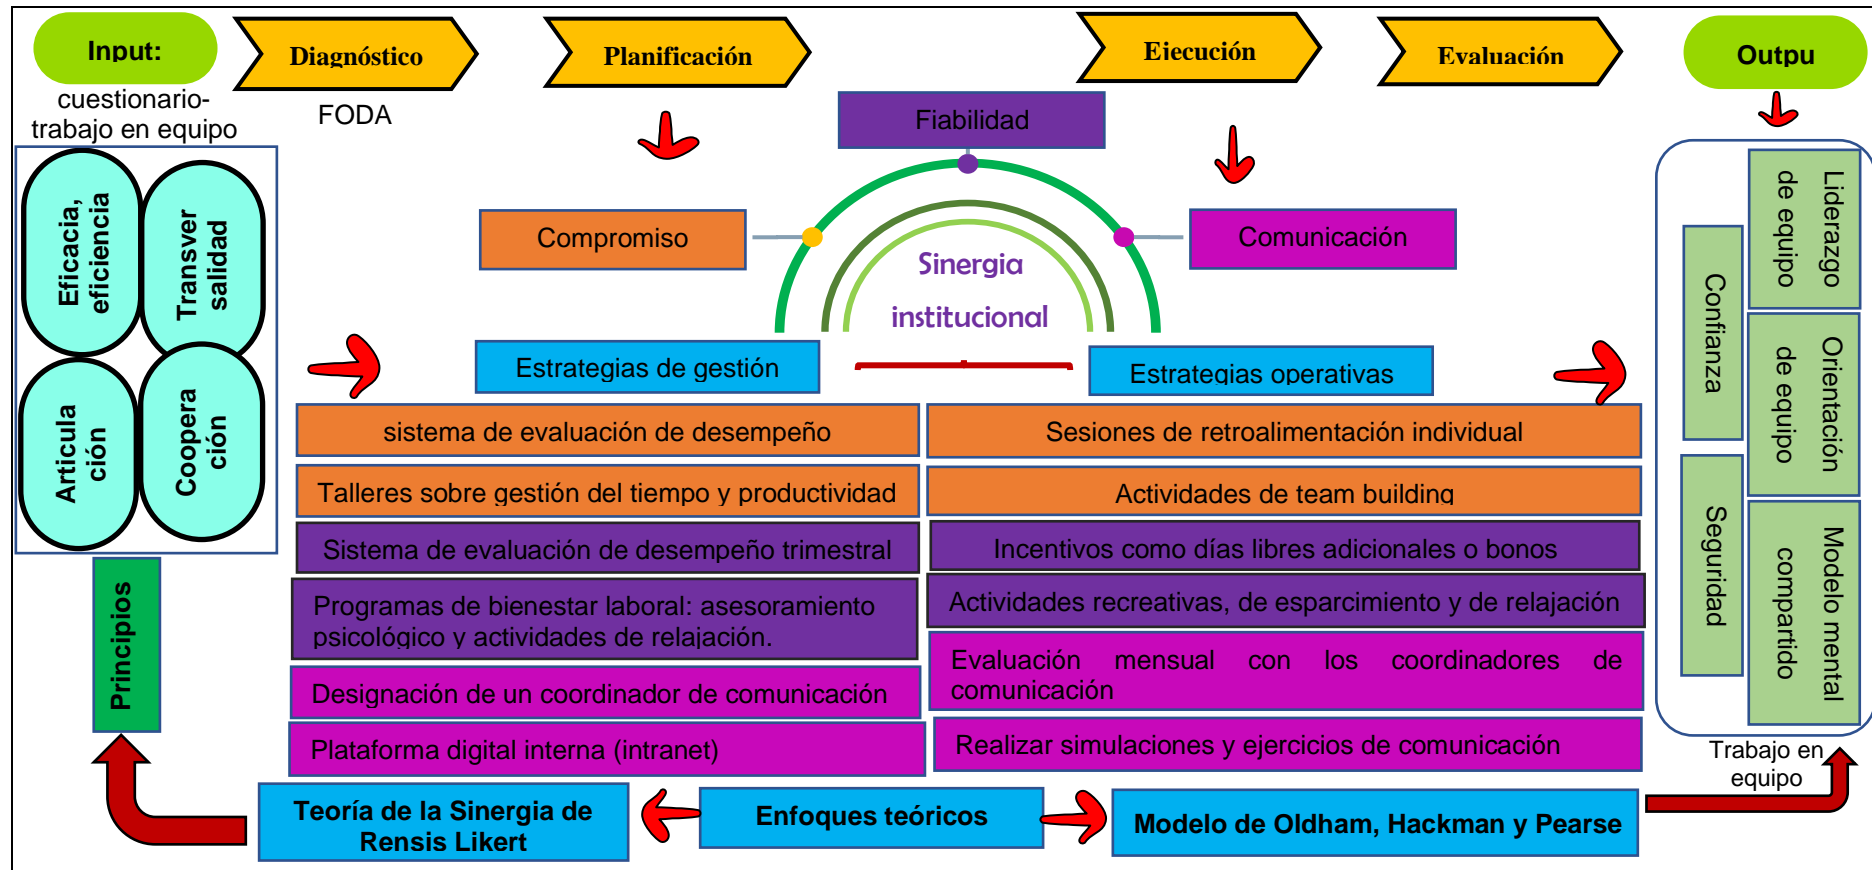 Input:
Diagnóstico
Planificación
Ejecución
Evaluación
Outpu
cuestionario-
trabajo en equipo
FODA
Eficacia,
eficiencia
Transver
salidad
Articula
ción
Coopera
ción
Principios
Fiabilidad
Compromiso
Comunicación
Sinergia
institucional
Estrategias de gestión
Estrategias operativas
sistema de evaluación de desempeño
Sesiones de retroalimentación individual
Talleres sobre gestión del tiempo y productividad
Actividades de team building
Sistema de evaluación de desempeño trimestral
Incentivos como días libres adicionales o bonos
Programas de bienestar laboral: asesoramiento
psicológico y actividades de relajación.
Actividades recreativas, de esparcimiento y de relajación
Designación de un coordinador de comunicación
Evaluación mensual con los coordinadores de
comunicación
Plataforma digital interna (intranet)
Realizar simulaciones y ejercicios de comunicación
Confianza
Seguridad
Liderazgo
de equipo
Orientación
de equipo
Modelo mental
compartido
Trabajo en
equipo
Teoría de la Sinergia de
Rensis Likert
Enfoques teóricos
Modelo de Oldham, Hackman y Pearse